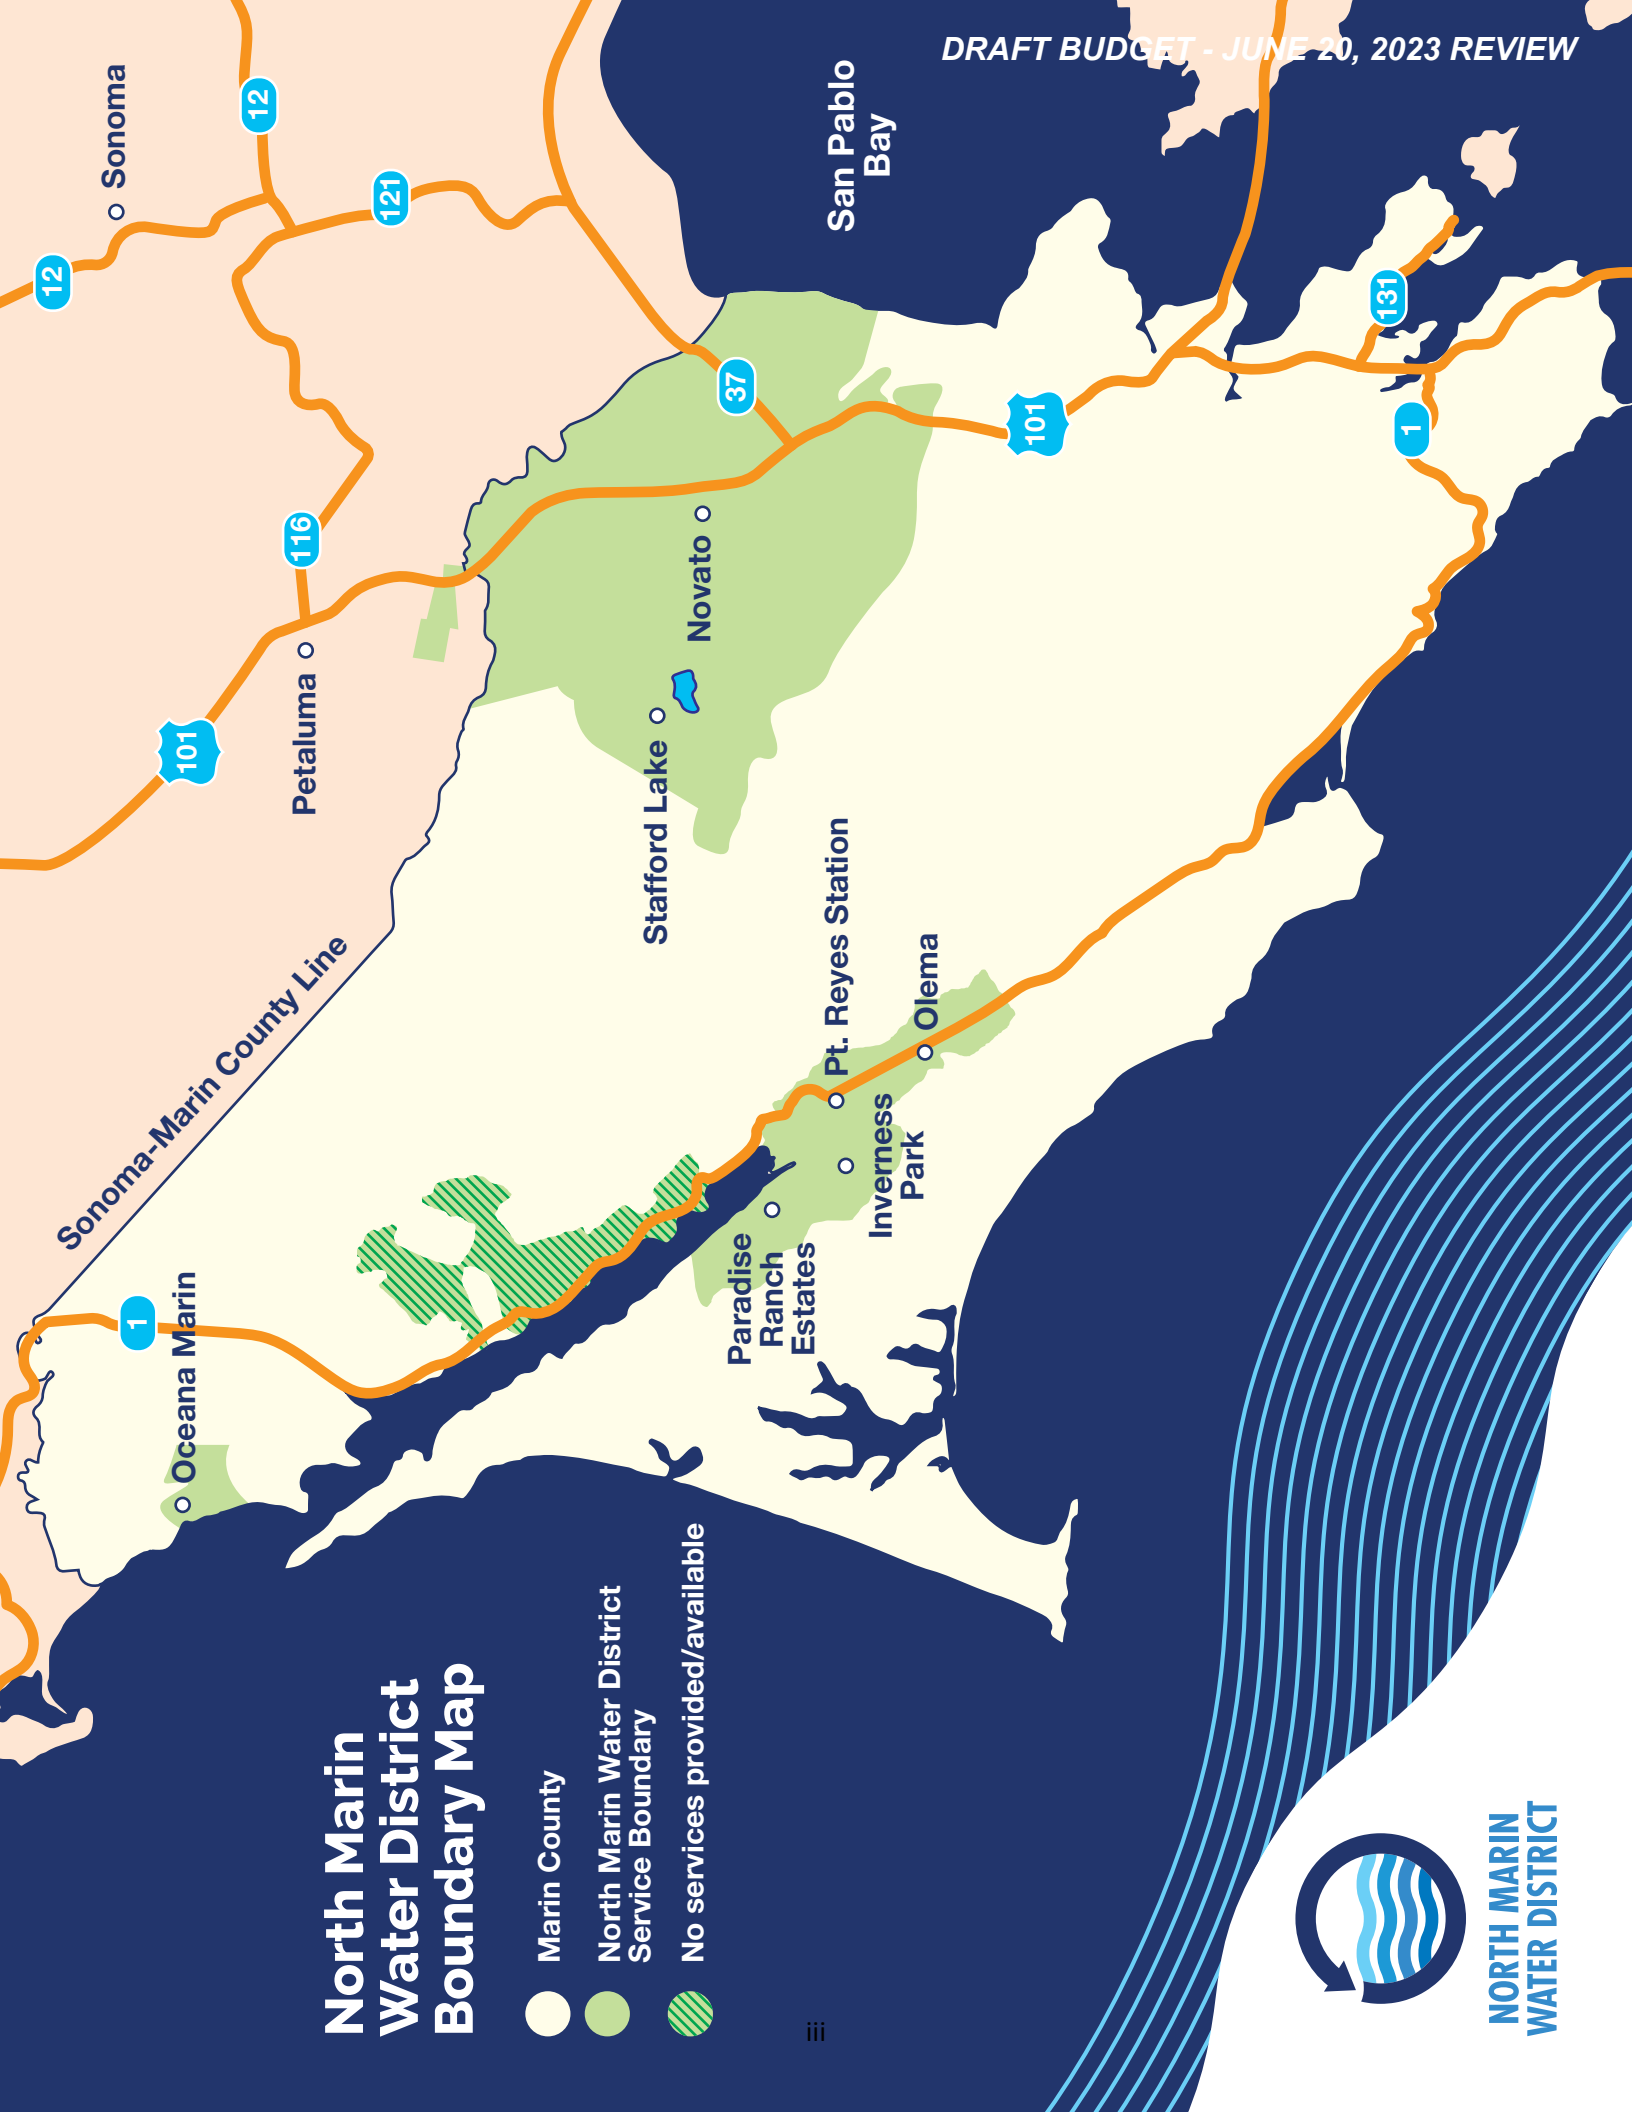 DRAFT BUDGET - JUNE 20, 2023 REVIEW
North Marin
Water District
Boundary Map
Marin County
North Marin Water District
Service Boundary
No services provided/available
Sonoma-Marin County Line
Oceana Marin
1
Paradise
Ranch
Estates
Inverness
Park
Pt. Reyes Station
Olema
Stafford Lake
Novato
Petaluma
101
116
12
Sonoma
12
121
37
San Pablo
Bay
101
131
1
NORTH MARIN
WATER DISTRICT
iii